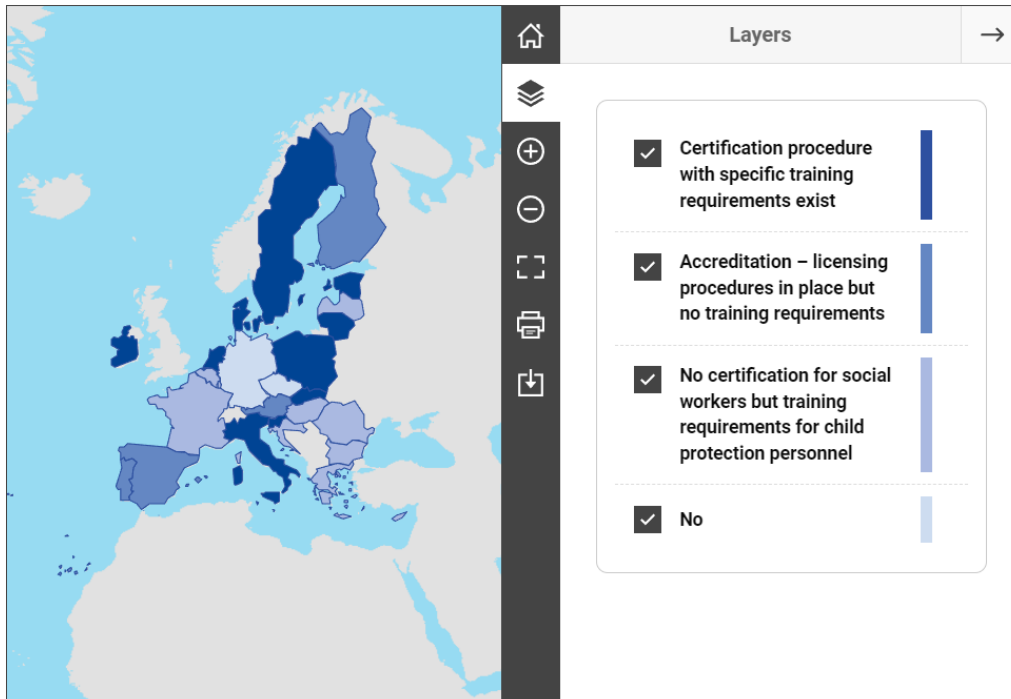 Layers
Certification procedure
with specific training
requirements exist
Accreditation – licensing
procedures in place but
no training requirements
No certification for social
workers but training
requirements for child
protection personnel
No